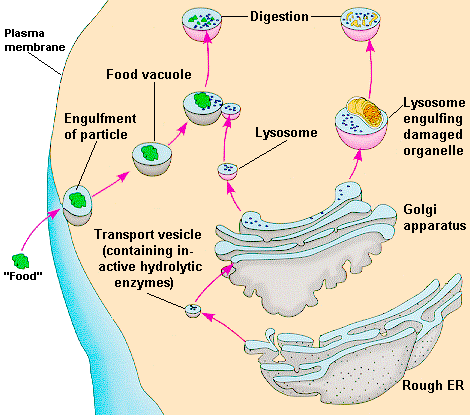 Plasma
membrane
Digestion
Food vacuole
Engulfment
of particle
Lysosome
Lysosome
engulfing
damaged
organelle
Golgi
apparatus
Transport vesicle
(containing in-
active hydrolytic
enzymes)
"Food"
Rough ER